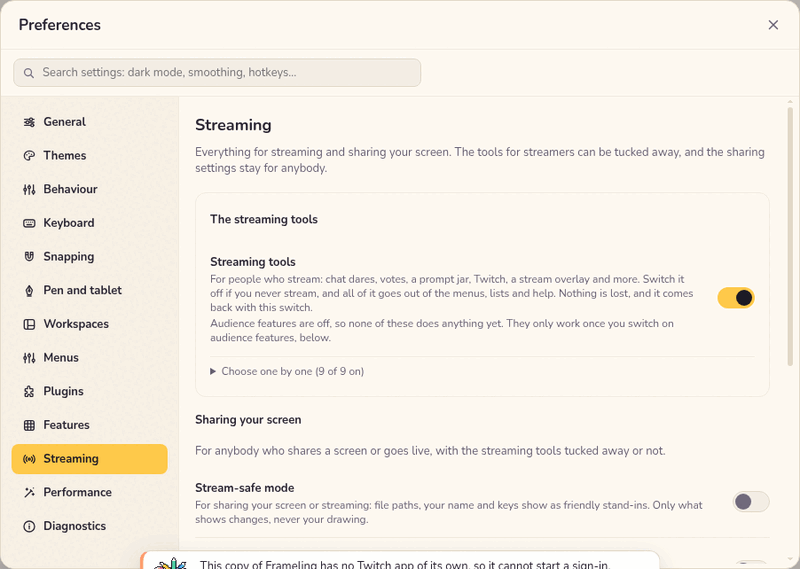 Preferences
Search settings: dark mode, smoothing, hotkeys...
General
Themes
Behaviour
Keyboard
Snapping
Pen and tablet
Workspaces
Menus
Plugins
Features
Streaming
Performance
Diagnostics
Streaming
Everything for streaming and sharing your screen. The tools for streamers can be tucked away, and the sharing
settings stay for anybody.
The streaming tools
Streaming tools
For people who stream: chat dares, votes, a prompt jar, Twitch, a stream overlay and more. Switch it
off if you never stream, and all of it goes out of the menus, lists and help. Nothing is lost, and it comes
back with this switch.
Audience features are off, so none of these does anything yet. They only work once you switch on
audience features, below.
Choose one by one (9 of 9 on)
Sharing your screen
For anybody who shares a screen or goes live, with the streaming tools tucked away or not.
Stream-safe mode
For sharing your screen or streaming: file paths, your name and keys show as friendly stand-ins. Only what
shows changes, never your drawing.
This copy of Frameling has no Twitch app of its own, so it cannot start a sign-in.